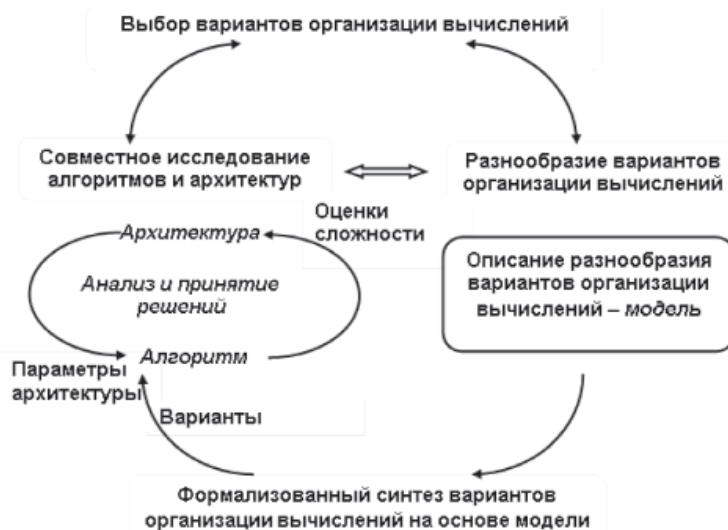 Выбор вариантов организации вычислений
Совместное исследование
алгоритмов и архитектур
Разнообразие вариантов
организации вычислений
Оценки
сложности
Архитектура
Анализ и принятие
решений
Алгоритм
Описание разнообразия
вариантов организации
вычислений – модель
Параметры
архитектуры
Варианты
Формализованный синтез вариантов
организации вычислений на основе модели